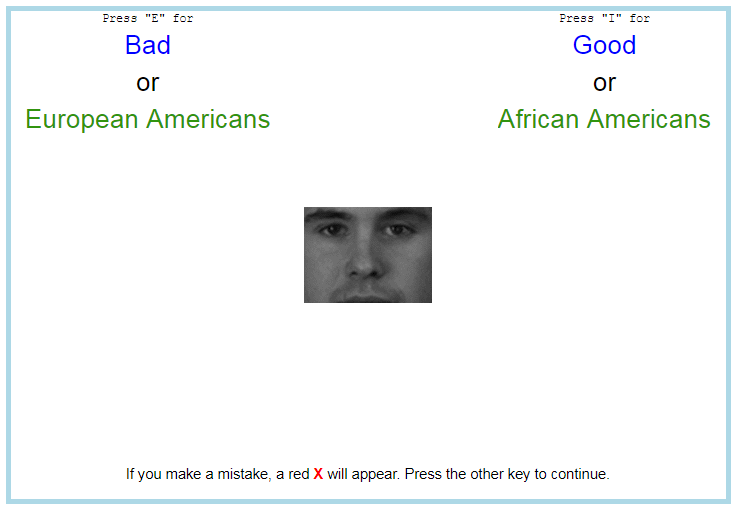 Press "E" for
Bad
or
European Americans
Press "I" for
Good
or
African Americans
If you make a mistake, a red X will appear. Press the other key to continue.